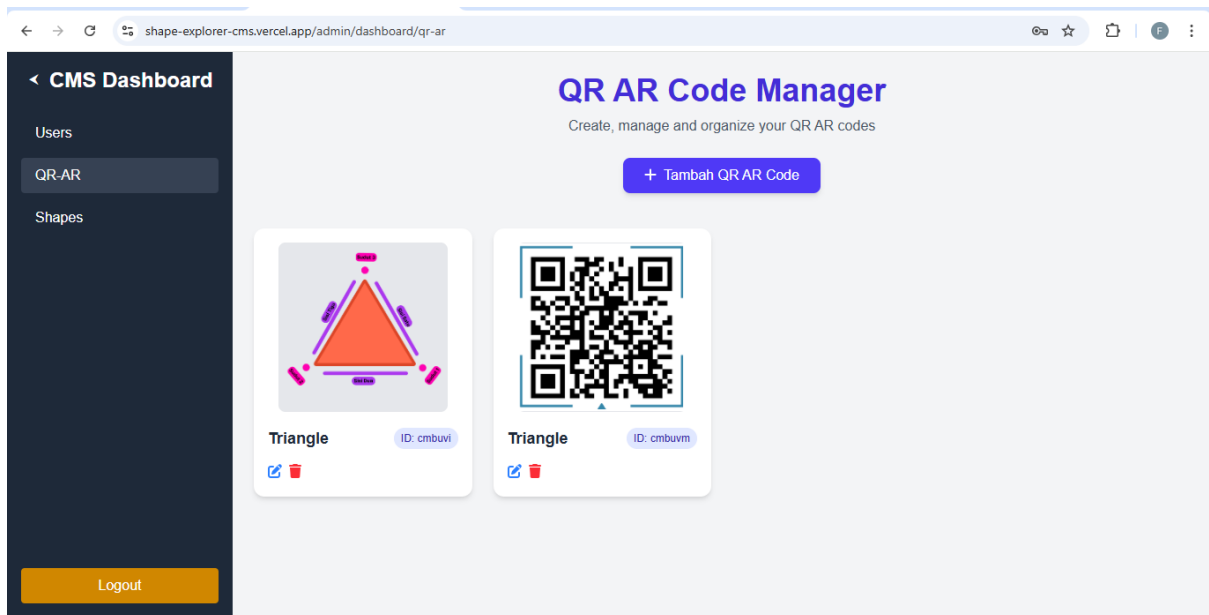 shape-explorer-cms.vercel.app/admin/dashboard/qr-ar
F
CMS Dashboard
Users
QR-AR
Shapes
Logout
QR AR Code Manager
Create, manage and organize your QR AR codes
+ Tambah QR AR Code
Triangle
ID: cmbuvi
Triangle
ID: cmbuvm